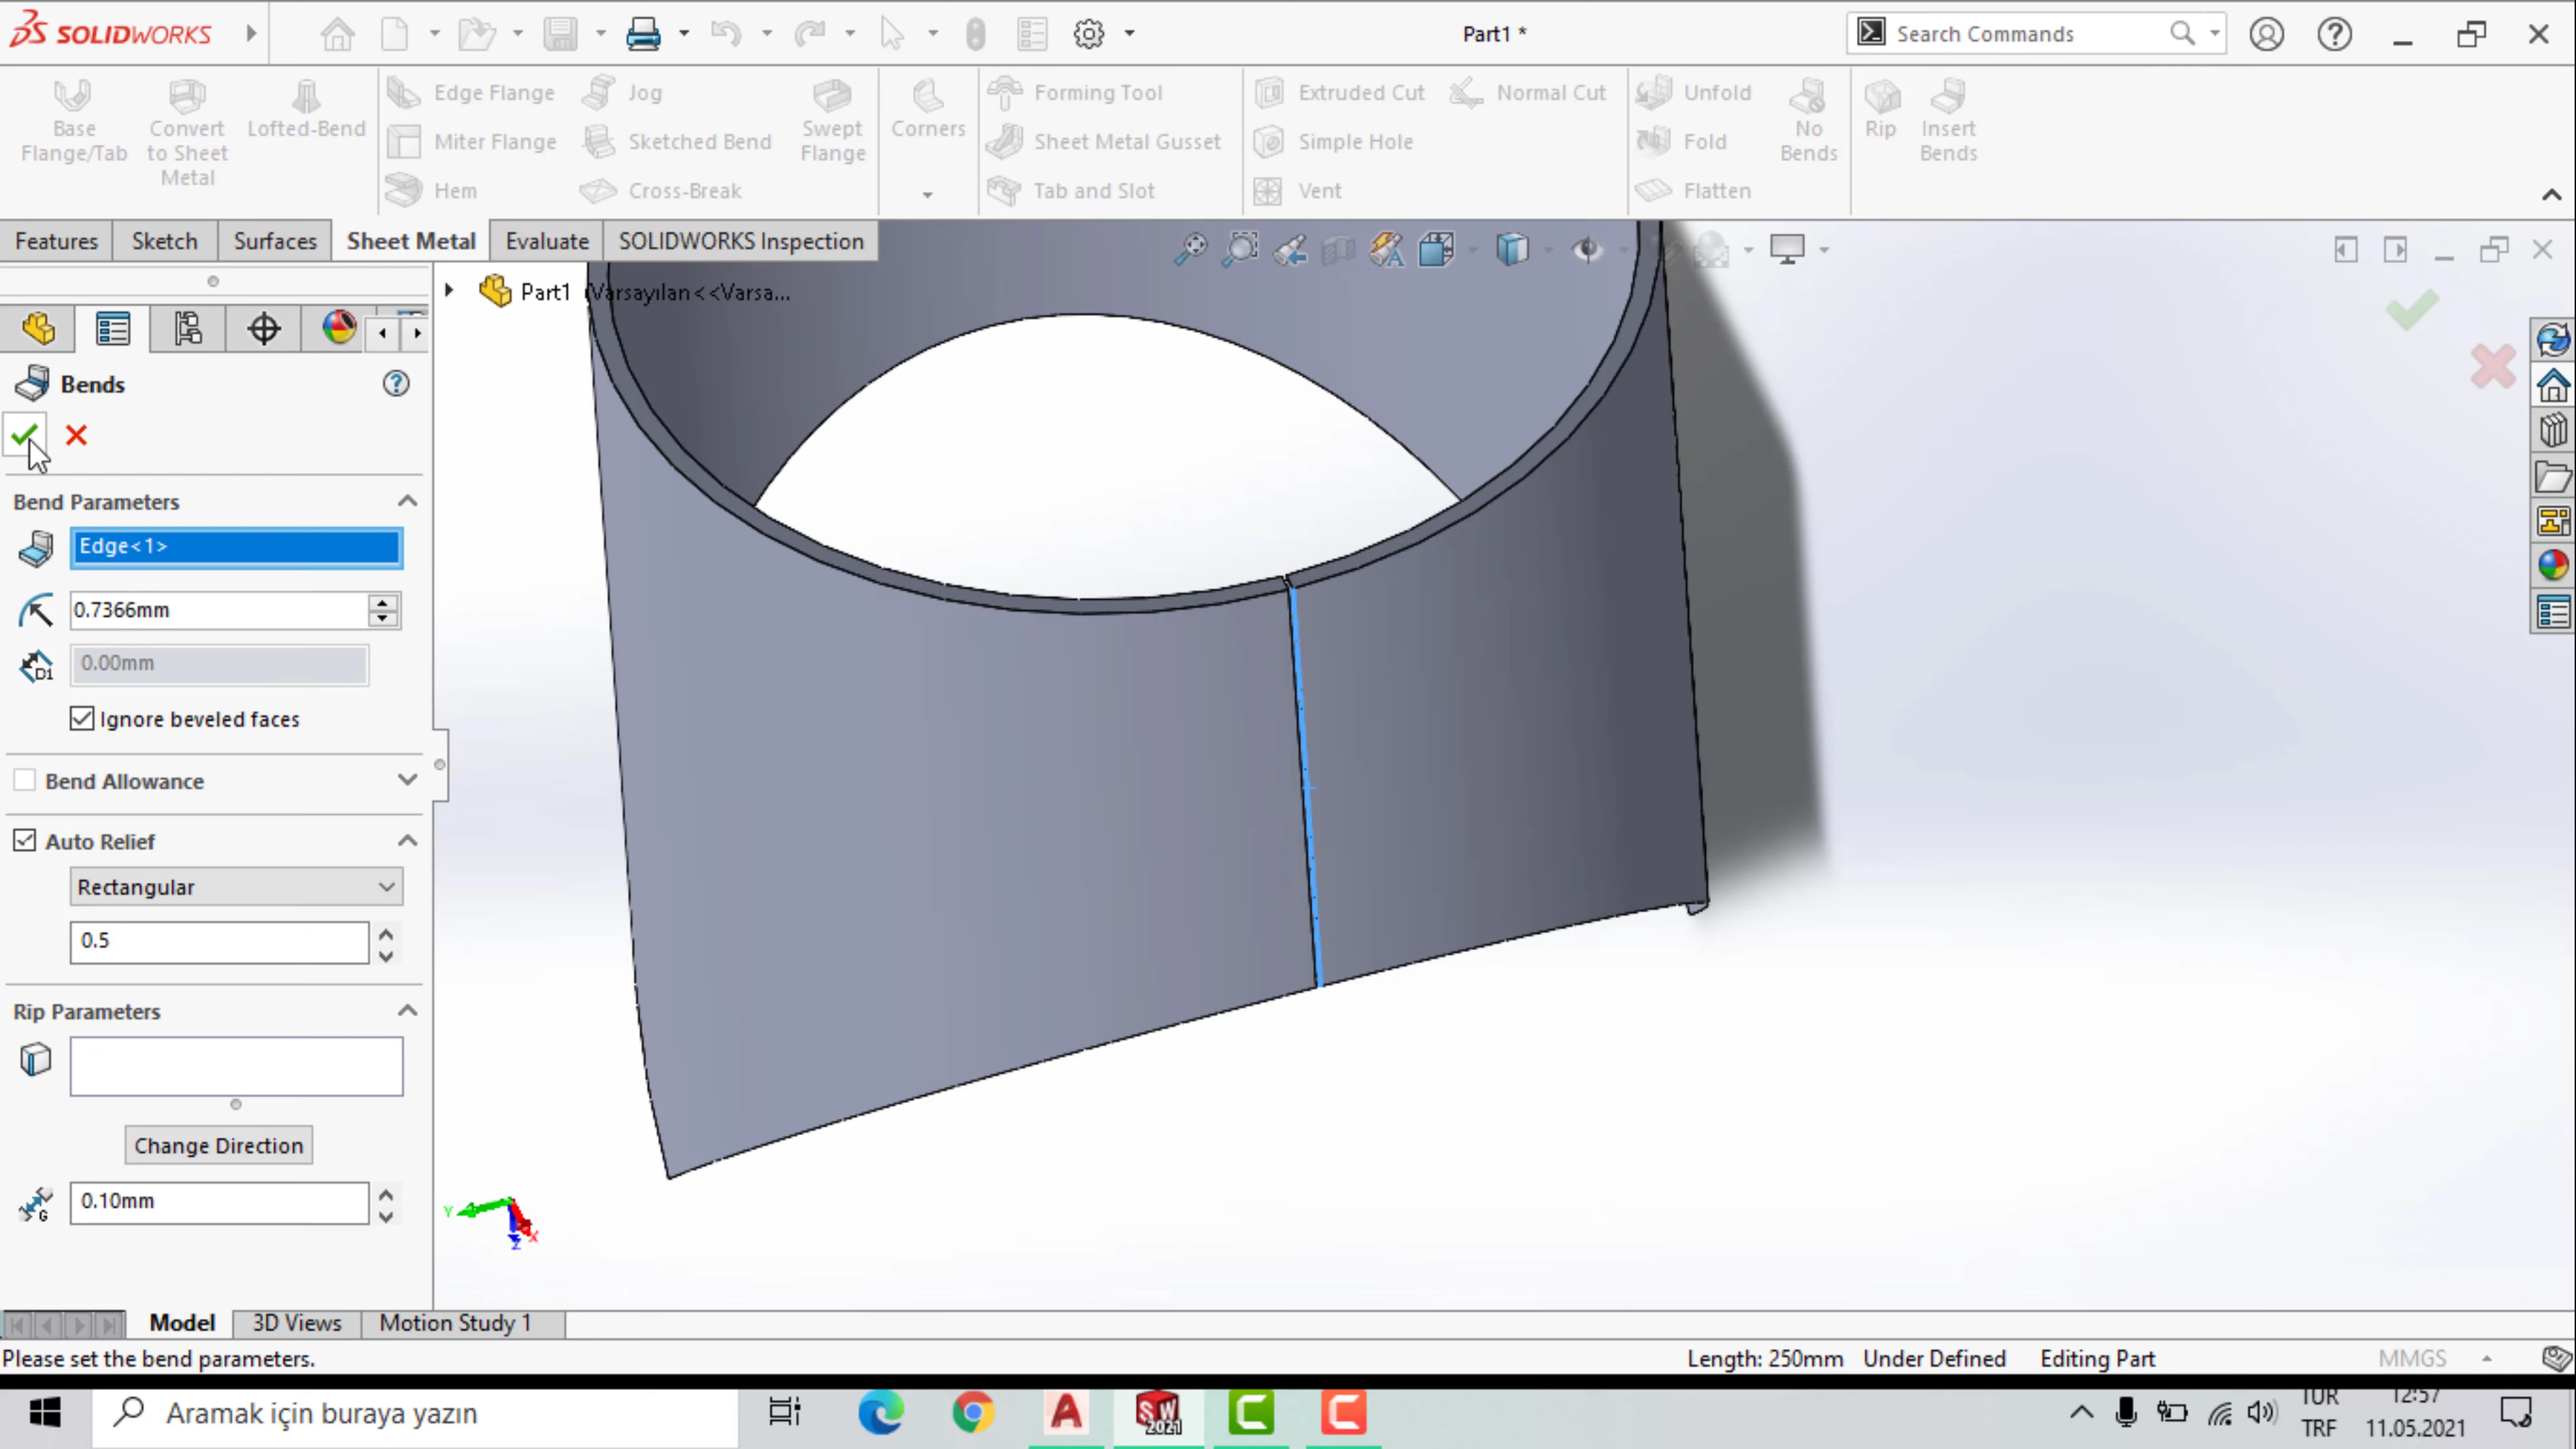 SOLIDWORKS
Part1 *
Search Commands
Base Flange/Tab
Convert to Sheet Metal
Lofted-Bend
Edge Flange
Miter Flange
Hem
Jog
Sketched Bend
Cross-Break
Swept Flange
Corners
Forming Tool
Sheet Metal Gusset
Tab and Slot
Extruded Cut
Simple Hole
Vent
Normal Cut
Unfold
Fold
Flatten
No Bends
Rip
Insert Bends
Features
Sketch
Surfaces
Sheet Metal
Evaluate
SOLIDWORKS Inspection
Part1 (Varsayılan<<Varsa...
Bends
Bend Parameters
Edge<1>
0.7366mm
D1
0.00mm
Ignore beveled faces
Bend Allowance
Auto Relief
Rectangular
0.5
Rip Parameters
Change Direction
G
0.10mm
Y
X
Z
Model
3D Views
Motion Study 1
Please set the bend parameters.
Length: 250mm
Under Defined
Editing Part
MMGS
Aramak için buraya yazın
SW
2021
TUR
TRF
12:57
11.05.2021